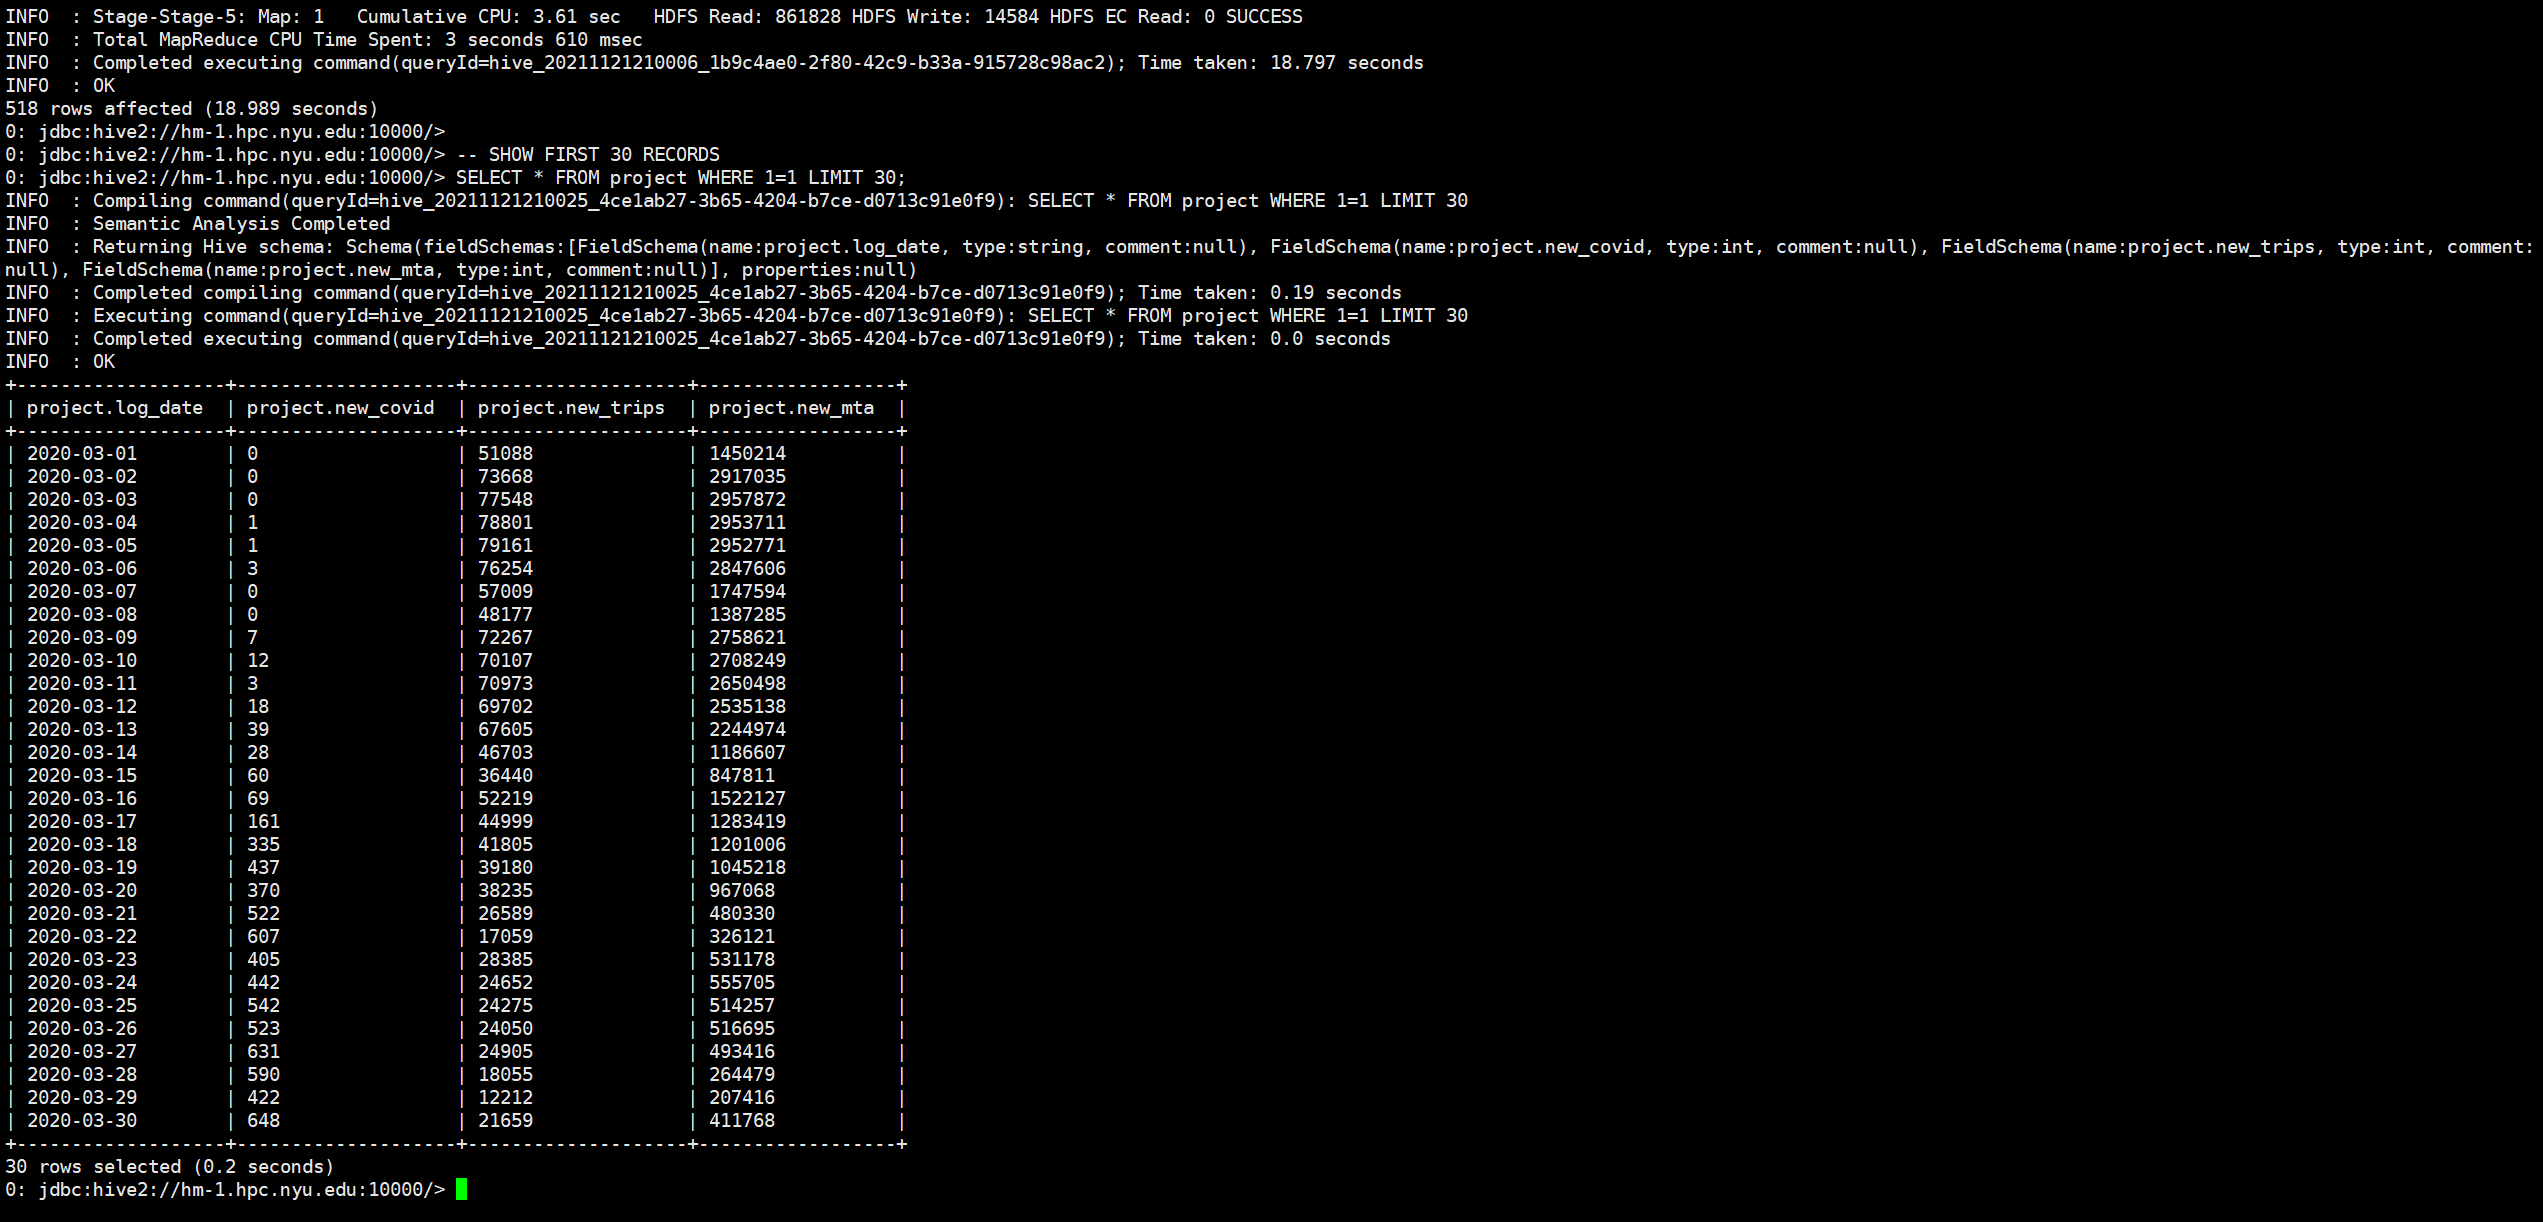 INFO  : Stage-Stage-5: Map: 1   Cumulative CPU: 3.61 sec   HDFS Read: 861828 HDFS Write: 14584 HDFS EC Read: 0 SUCCESS
INFO  : Total MapReduce CPU Time Spent: 3 seconds 610 msec
INFO  : Completed executing command(queryId=hive_20211121210006_1b9c4ae0-2f80-42c9-b33a-915728c98ac2); Time taken: 18.797 seconds
INFO  : OK
518 rows affected (18.989 seconds)
0: jdbc:hive2://hm-1.hpc.nyu.edu:10000/>
0: jdbc:hive2://hm-1.hpc.nyu.edu:10000/> -- SHOW FIRST 30 RECORDS
0: jdbc:hive2://hm-1.hpc.nyu.edu:10000/> SELECT * FROM project WHERE 1=1 LIMIT 30;
INFO  : Compiling command(queryId=hive_20211121210025_4ce1ab27-3b65-4204-b7ce-d0713c91e0f9): SELECT * FROM project WHERE 1=1 LIMIT 30
INFO  : Semantic Analysis Completed
INFO  : Returning Hive schema: Schema(fieldSchemas:[FieldSchema(name:project.log_date, type:string, comment:null), FieldSchema(name:project.new_covid, type:int, comment:null), FieldSchema(name:project.new_trips, type:int, comment:
null), FieldSchema(name:project.new_mta, type:int, comment:null)], properties:null)
INFO  : Completed compiling command(queryId=hive_20211121210025_4ce1ab27-3b65-4204-b7ce-d0713c91e0f9); Time taken: 0.19 seconds
INFO  : Executing command(queryId=hive_20211121210025_4ce1ab27-3b65-4204-b7ce-d0713c91e0f9): SELECT * FROM project WHERE 1=1 LIMIT 30
INFO  : Completed executing command(queryId=hive_20211121210025_4ce1ab27-3b65-4204-b7ce-d0713c91e0f9); Time taken: 0.0 seconds
INFO  : OK
+-------------------+--------------------+--------------------+------------------+
| project.log_date  | project.new_covid  | project.new_trips  | project.new_mta  |
+-------------------+--------------------+--------------------+------------------+
| 2020-03-01        | 0                  | 51088              | 1450214          |
| 2020-03-02        | 0                  | 73668              | 2917035          |
| 2020-03-03        | 0                  | 77548              | 2957872          |
| 2020-03-04        | 1                  | 78801              | 2953711          |
| 2020-03-05        | 1                  | 79161              | 2952771          |
| 2020-03-06        | 3                  | 76254              | 2847606          |
| 2020-03-07        | 0                  | 57009              | 1747594          |
| 2020-03-08        | 0                  | 48177              | 1387285          |
| 2020-03-09        | 7                  | 72267              | 2758621          |
| 2020-03-10        | 12                 | 70107              | 2708249          |
| 2020-03-11        | 3                  | 70973              | 2650498          |
| 2020-03-12        | 18                 | 69702              | 2535138          |
| 2020-03-13        | 39                 | 67605              | 2244974          |
| 2020-03-14        | 28                 | 46703              | 1186607          |
| 2020-03-15        | 60                 | 36440              | 847811           |
| 2020-03-16        | 69                 | 52219              | 1522127          |
| 2020-03-17        | 161                | 44999              | 1283419          |
| 2020-03-18        | 335                | 41805              | 1201006          |
| 2020-03-19        | 437                | 39180              | 1045218          |
| 2020-03-20        | 370                | 38235              | 967068           |
| 2020-03-21        | 522                | 26589              | 480330           |
| 2020-03-22        | 607                | 17059              | 326121           |
| 2020-03-23        | 405                | 28385              | 531178           |
| 2020-03-24        | 442                | 24652              | 555705           |
| 2020-03-25        | 542                | 24275              | 514257           |
| 2020-03-26        | 523                | 24050              | 516695           |
| 2020-03-27        | 631                | 24905              | 493416           |
| 2020-03-28        | 590                | 18055              | 264479           |
| 2020-03-29        | 422                | 12212              | 207416           |
| 2020-03-30        | 648                | 21659              | 411768           |
+-------------------+--------------------+--------------------+------------------+
30 rows selected (0.2 seconds)
0: jdbc:hive2://hm-1.hpc.nyu.edu:10000/>